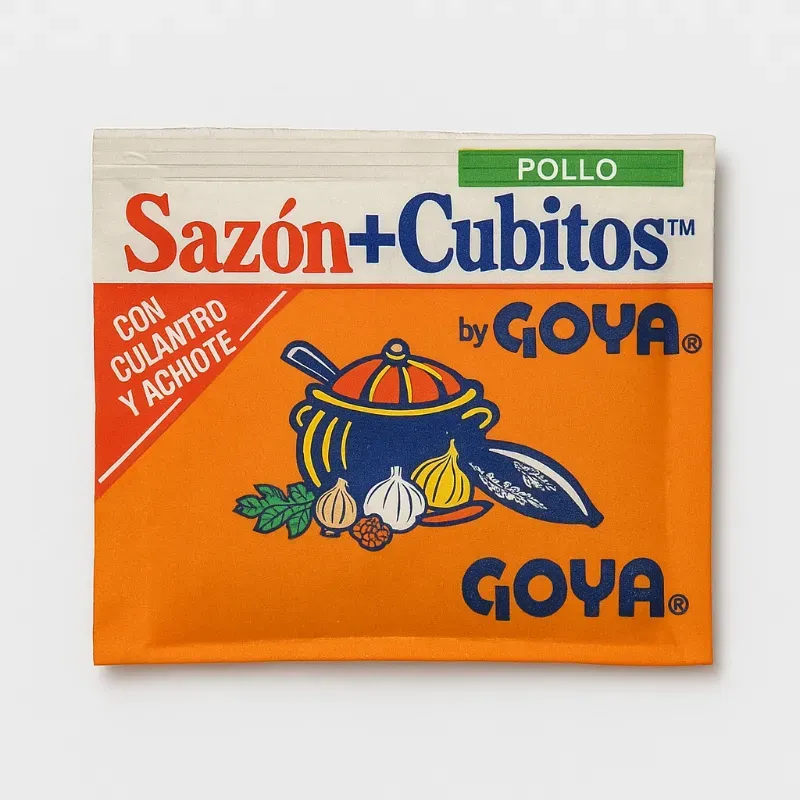 POLLO
Sazón+Cubitos™
CON
CULANTRO
Y ACHIOTE
by GOYA®
GOYA®